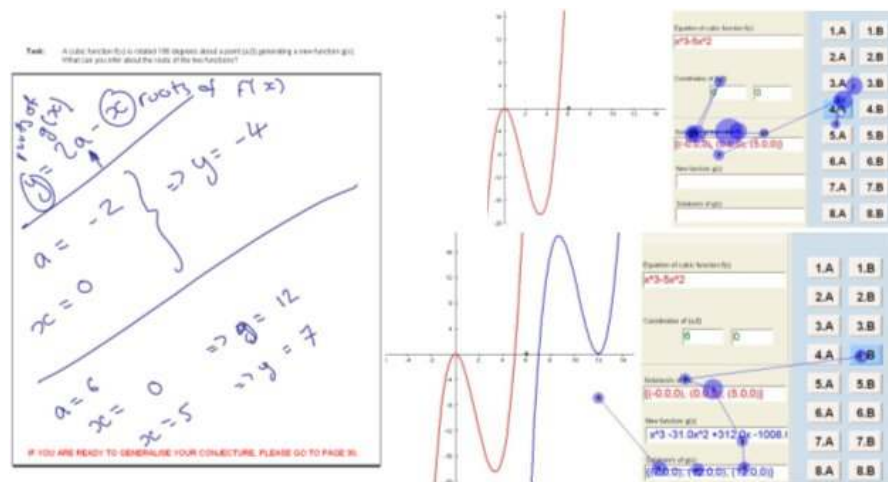 Task: A cubic function f(x) is rotated 180 degrees about a point (a,0) generating a new function g(x).
What can you infer about the roots of the two functions?
roots of g(x)
y = 2a - x roots of f(x)
a = -2
x = 0
=> y = -4
a = 6
x = 0 => y = 12
x = 5 => y = 7
IF YOU ARE READY TO GENERALISE YOUR CONJECTURE, PLEASE GO TO PAGE
Equation of cubic function f(x)
x^3-5x^2
Coordinates of
0
New function g(x)
Solution/s of g(x)
1.A 1.B
2.A 2.B
3.A 3.B
4.A 4.B
5.A 5.B
6.A 6.B
7.A 7.B
8.A 8.B
Equation of cubic function f(x)
x^3-5x^2
Coordinates of (a,0)
6 0
New function g(x)
x^3 -31.0x^2 +312.0x -1008.
1.A 1.B
2.A 2.B
3.A 3.B
4.A
5.A 5.B
6.A 6.B
7.A 7.B
8.A 8.B